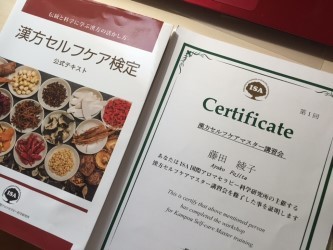 伝統と科学に学ぶ漢方の活かし方
漢方セルフケア検定
公式テキスト
ISA
ISA
第1回
Certificate
漢方セルフケアマスター講習会
藤田 綾子
Ayako Fujita
あなたはISA国際アロマセラピー科学研究所の主催する
漢方セルフケアマスター講習会を修了した事を証明します
This is certify that above mentioned person
has completed the workshop
Kampou Self-care Master training